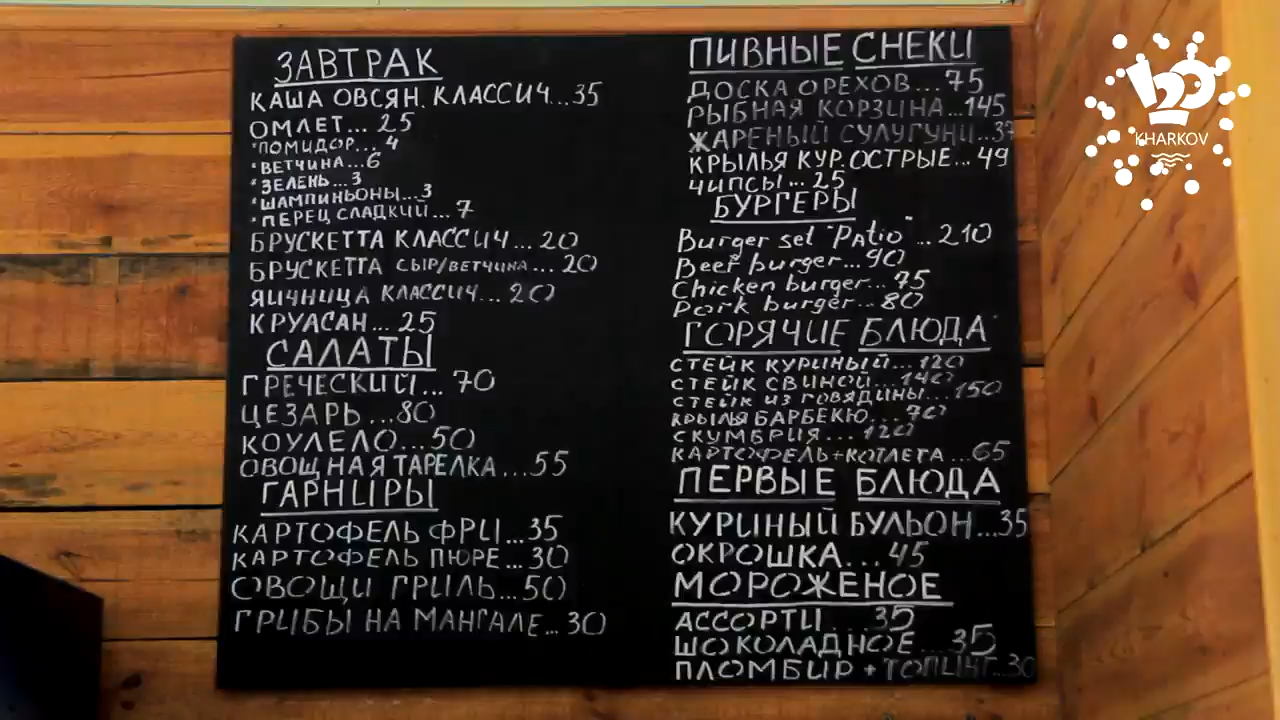 ЗАВТРАК
КАША ОВСЯН. КЛАССИЧ...35
ОМЛЕТ... 25
*ПОМИДОР... 4
*ВЕТЧИНА...6
*ЗЕЛЕНЬ...3
*ШАМПИНЬОНЫ...3
*ПЕРЕЦ СЛАДКИЙ... 7
БРУСКЕТТА КЛАССИЧ...20
БРУСКЕТТА СЫР/ВЕТЧИНА...20
ЯИЧНИЦА КЛАССИЧ...20
КРУАСАН...25
САЛАТЫ
ГРЕЧЕСКИЙ... 70
ЦЕЗАРЬ...80
КОУЛЕЛО...50
ОВОЩНАЯ ТАРЕЛКА...55
ГАРНИРЫ
КАРТОФЕЛЬ ФРИ...35
КАРТОФЕЛЬ ПЮРЕ...30
ОВОЩИ ГРИЛЬ...50
ГРИБЫ НА МАНГАЛЕ...30
ПИВНЫЕ СНЕКИ
ДОСКА ОРЕХОВ...75
РЫБНАЯ КОРЗИНА...145
ЖАРЕНЫЙ СУЛУГУНИ...37
КРЫЛЬЯ КУР. ОСТРЫЕ...49
ЧИПСЫ...25
БУРГЕРЫ
Burger set "Patio"...210
Beef burger...90
Chicken burger...75
Pork burger...80
ГОРЯЧИЕ БЛЮДА
СТЕЙК КУРИНЫЙ...120
СТЕЙК СВИНОЙ...140
СТЕЙК ИЗ ГОВЯДИНЫ...150
КРЫЛЬЯ БАРБЕКЮ...70
СКУМБРИЯ...120
КАРТОФЕЛЬ+КОТЛЕТА...65
ПЕРВЫЕ БЛЮДА
КУРИНЫЙ БУЛЬОН...35
ОКРОШКА...45
МОРОЖЕНОЕ
АССОРТИ...35
ШОКОЛАДНОЕ...35
ПЛОМБИР + ТОПИНГ...30
h2o
KHARKOV